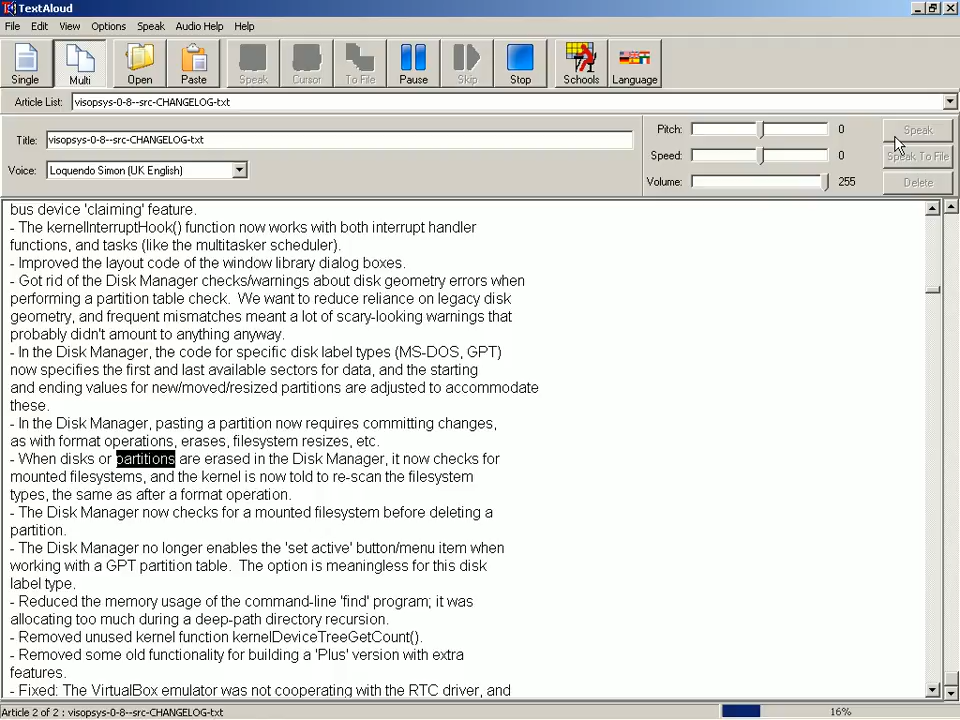 TextAloud
File Edit View Options Speak Audio Help Help
Single Multi Open Paste Speak Cursor To File Pause Skip Stop Schools Language
Article List: visopsys-0-8--src-CHANGELOG-txt
Title: visopsys-0-8--src-CHANGELOG-txt
Voice: Loquendo Simon (UK English)
Pitch: 0 Speak
Speed: 0 Speak To File
Volume: 255 Delete
bus device 'claiming' feature.
- The kernelInterruptHook() function now works with both interrupt handler
functions, and tasks (like the multitasker scheduler).
- Improved the layout code of the window library dialog boxes.
- Got rid of the Disk Manager checks/warnings about disk geometry errors when
performing a partition table check.  We want to reduce reliance on legacy disk
geometry, and frequent mismatches meant a lot of scary-looking warnings that
probably didn't amount to anything anyway.
- In the Disk Manager, the code for specific disk label types (MS-DOS, GPT)
now specifies the first and last available sectors for data, and the starting
and ending values for new/moved/resized partitions are adjusted to accommodate
these.
- In the Disk Manager, pasting a partition now requires committing changes,
as with format operations, erases, filesystem resizes, etc.
- When disks or partitions are erased in the Disk Manager, it now checks for
mounted filesystems, and the kernel is now told to re-scan the filesystem
types, the same as after a format operation.
- The Disk Manager now checks for a mounted filesystem before deleting a
partition.
- The Disk Manager no longer enables the 'set active' button/menu item when
working with a GPT partition table.  The option is meaningless for this disk
label type.
- Reduced the memory usage of the command-line 'find' program; it was
allocating too much during a deep-path directory recursion.
- Removed unused kernel function kernelDeviceTreeGetCount().
- Removed some old functionality for building a 'Plus' version with extra
features.
- Fixed: The VirtualBox emulator was not cooperating with the RTC driver, and
Article 2 of 2 : visopsys-0-8--src-CHANGELOG-txt 16%